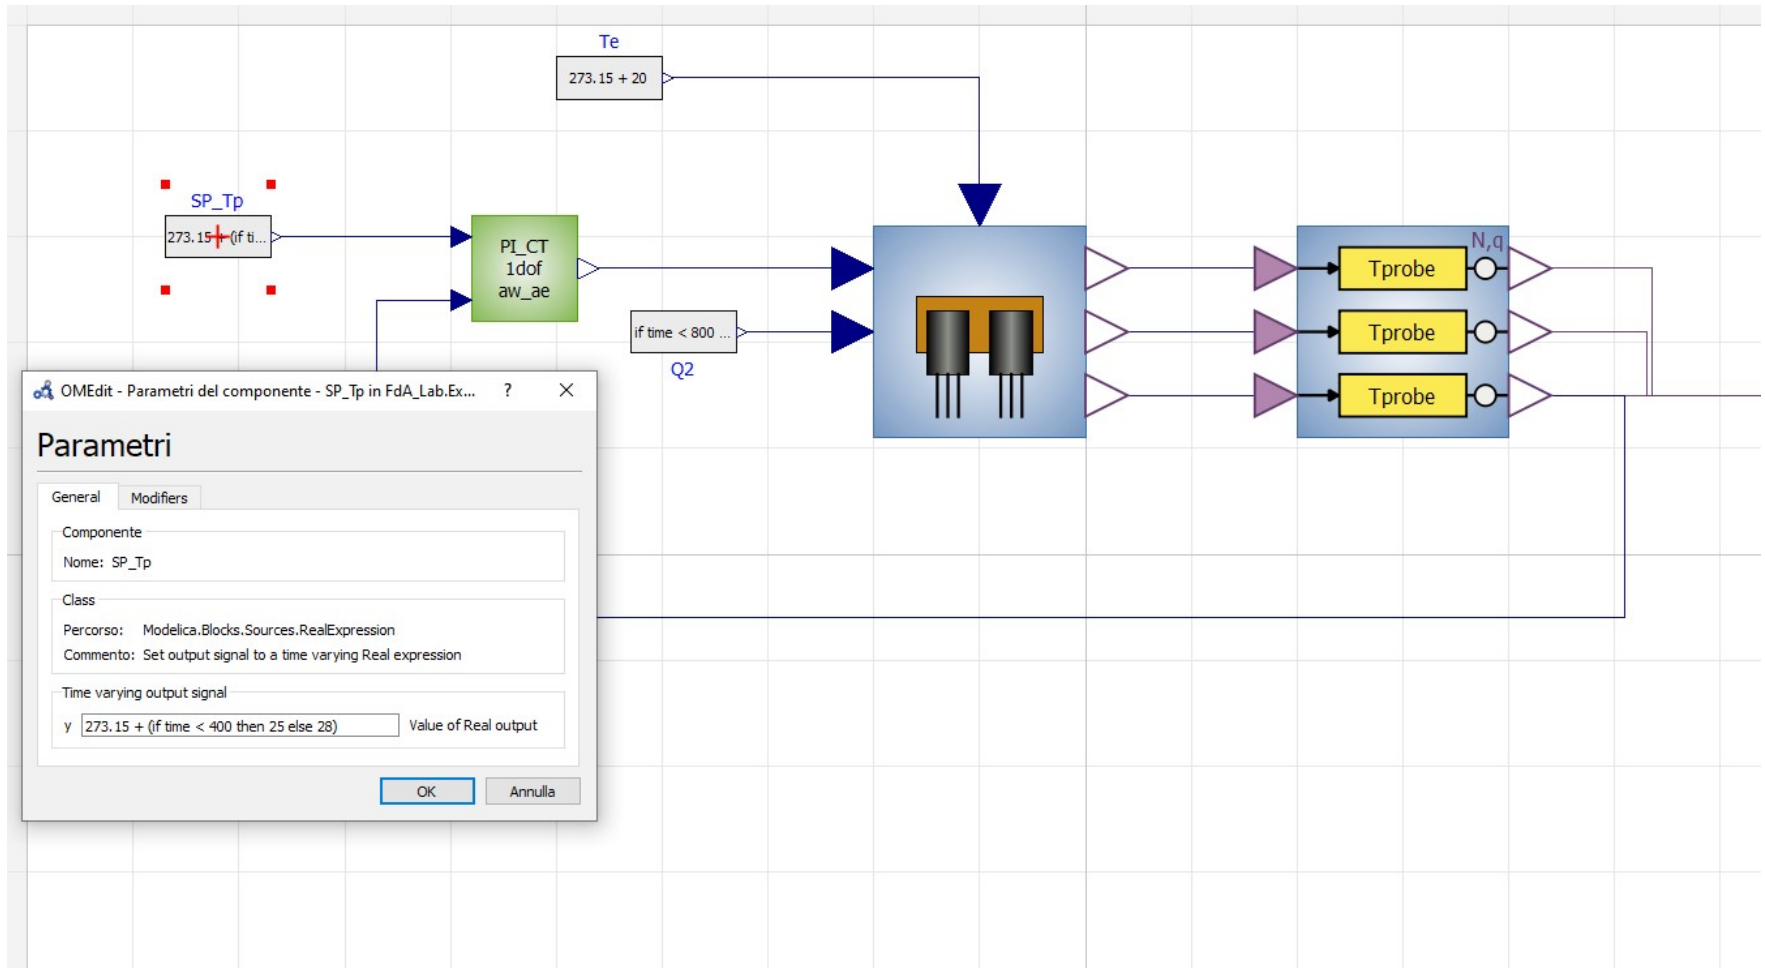 Te
273.15 + 20
SP_Tp
273.15 + (if ti...
PI_CT
1dof
aw_ae
if time < 800 ...
Q2
N,q
Tprobe
Tprobe
Tprobe
OMEdit - Parametri del componente - SP_Tp in FdA_Lab.Ex...
?
Parametri
General
Modifiers
Componente
Nome: SP_Tp
Class
Percorso: Modelica.Blocks.Sources.RealExpression
Commento: Set output signal to a time varying Real expression
Time varying output signal
y 273.15 + (if time < 400 then 25 else 28) Value of Real output
OK
Annulla